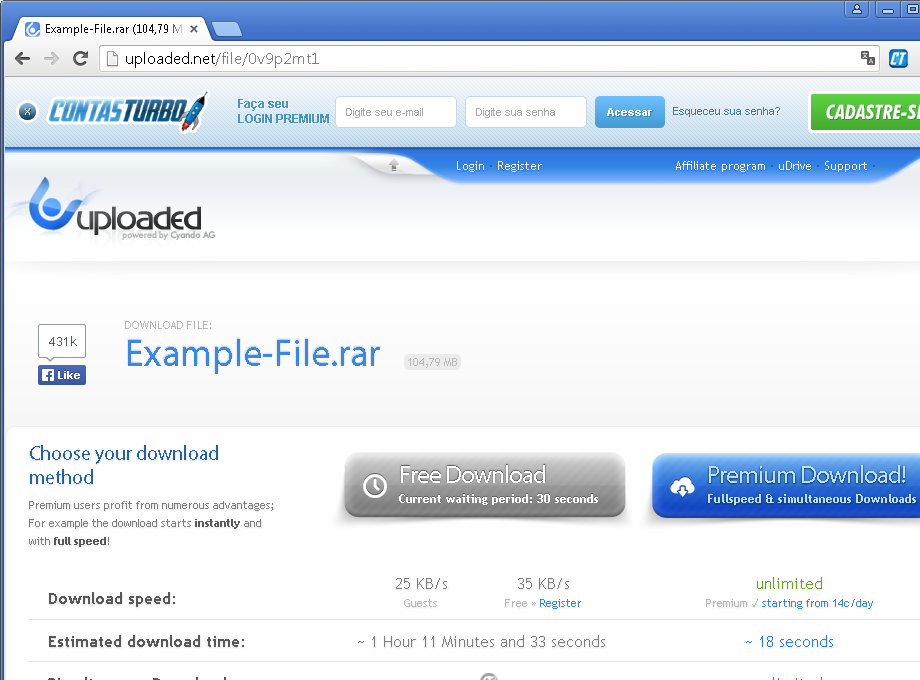 Example-File.rar (104,79 M
uploaded.net/file/0v9p2mt1
CT
x CONTASTURBO
Faça seu
LOGIN PREMIUM
Digite seu e-mail
Digite sua senha
Acessar
Esqueceu sua senha?
CADASTRE-S
Login · Register
Affiliate program · uDrive · Support ·
uploaded
powered by Cyando AG
431k
Like
DOWNLOAD FILE:
Example-File.rar
104,79 MB
Choose your download
method
Premium users profit from numerous advantages;
For example the download starts instantly and
with full speed!
Free Download
Current waiting period: 30 seconds
Premium Download!
Fullspeed & simultaneous Downloads
Download speed:
25 KB/s
Guests
35 KB/s
Free » Register
unlimited
Premium ✓ starting from 14c/day
Estimated download time:
~ 1 Hour 11 Minutes and 33 seconds
~ 18 seconds